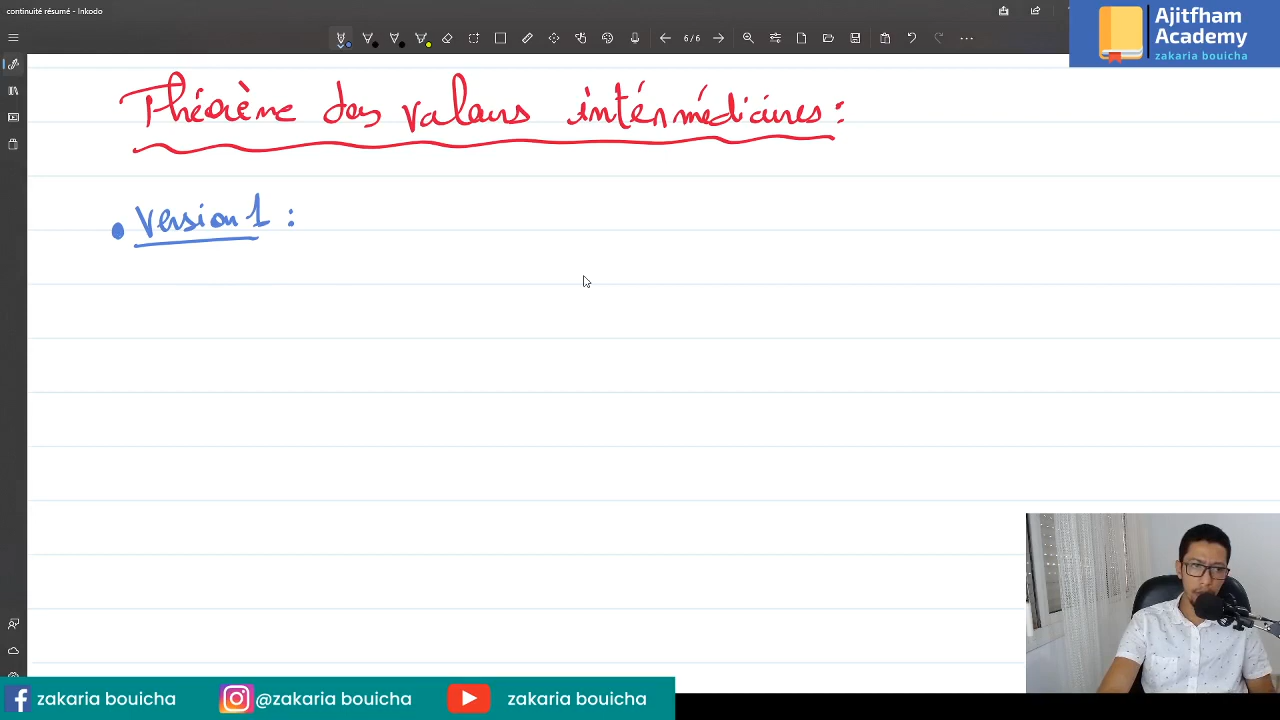 continuité résumé - Inkodo
6/6
Ajitfham
Academy
zakaria bouicha
Théorème des valeurs intérmédiaires :
• Version 1 :
zakaria bouicha
@zakaria bouicha
zakaria bouicha